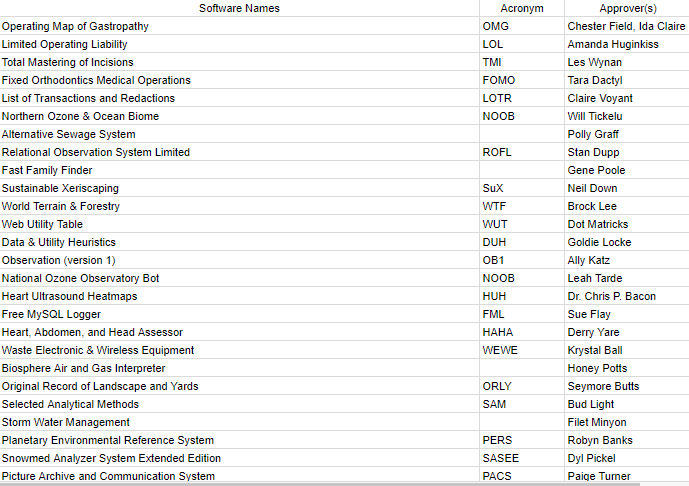 Software Names Acronym Approver(s)
Operating Map of Gastropathy OMG Chester Field, Ida Claire
Limited Operating Liability LOL Amanda Huginkiss
Total Mastering of Incisions TMI Les Wynan
Fixed Orthodontics Medical Operations FOMO Tara Dactyl
List of Transactions and Redactions LOTR Claire Voyant
Northern Ozone & Ocean Biome NOOB Will Tickelu
Alternative Sewage System Polly Graff
Relational Observation System Limited ROFL Stan Dupp
Fast Family Finder Gene Poole
Sustainable Xeriscaping SuX Neil Down
World Terrain & Forestry WTF Brock Lee
Web Utility Table WUT Dot Matricks
Data & Utility Heuristics DUH Goldie Locke
Observation (version 1) OB1 Ally Katz
National Ozone Observatory Bot NOOB Leah Tarde
Heart Ultrasound Heatmaps HUH Dr. Chris P. Bacon
Free MySQL Logger FML Sue Flay
Heart, Abdomen, and Head Assessor HAHA Derry Yare
Waste Electronic & Wireless Equipment WEWE Krystal Ball
Biosphere Air and Gas Interpreter Honey Potts
Original Record of Landscape and Yards ORLY Seymore Butts
Selected Analytical Methods SAM Bud Light
Storm Water Management Filet Minyon
Planetary Environmental Reference System PERS Robyn Banks
Snowmed Analyzer System Extended Edition SASEE Dyl Pickel
Picture Archive and Communication System PACS Paige Turner